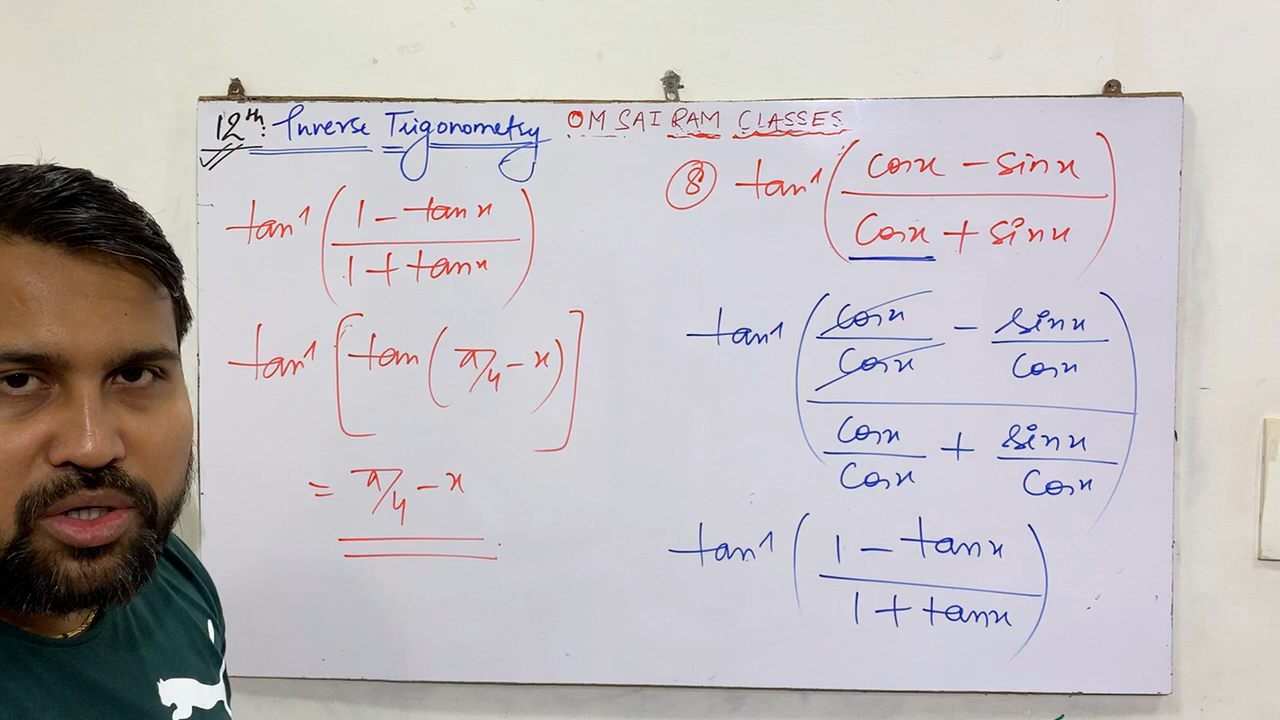 12th: Inverse Trigonometry
OM SAI RAM CLASSES
tan⁻¹ ( (1 - tan x) / (1 + tan x) )
tan⁻¹ [ tan ( π/4 - x ) ]
= π/4 - x
⑧ tan⁻¹ ( (cos x - sin x) / (cos x + sin x) )
tan⁻¹ ( (cos x / cos x - sin x / cos x) / (cos x / cos x + sin x / cos x) )
tan⁻¹ ( (1 - tan x) / (1 + tan x) )